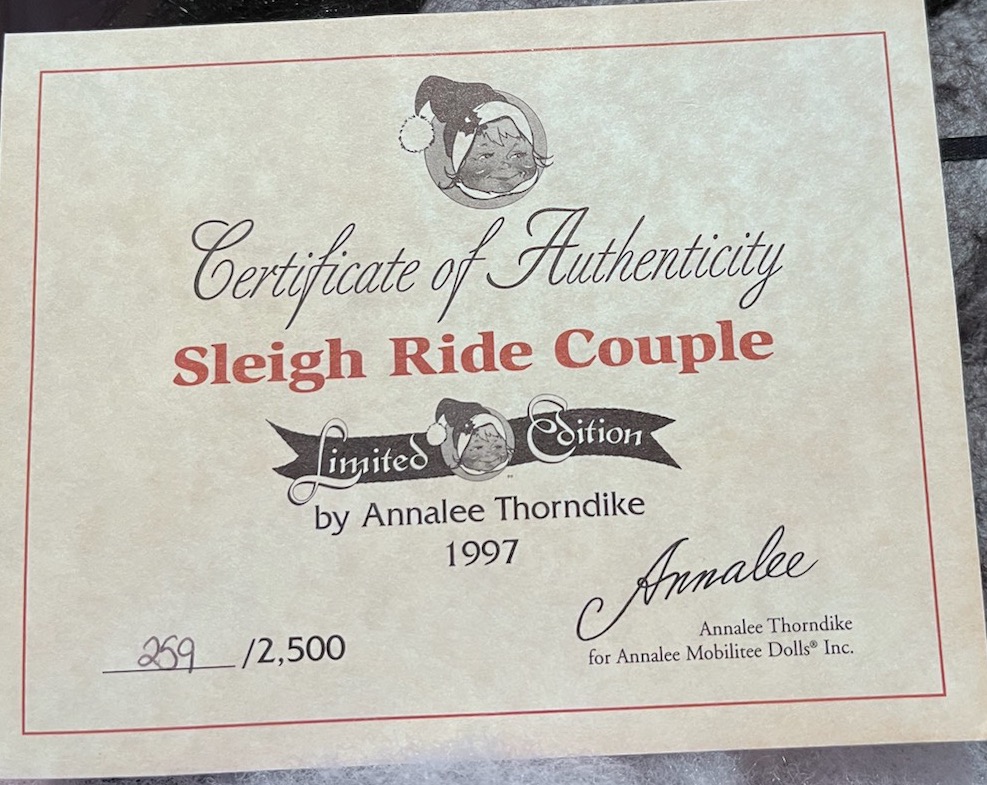 Certificate of Authenticity
Sleigh Ride Couple
Limited Edition
by Annalee Thorndike
1997
Annalee
259 /2,500
Annalee Thorndike
for Annalee Mobilitee Dolls® Inc.